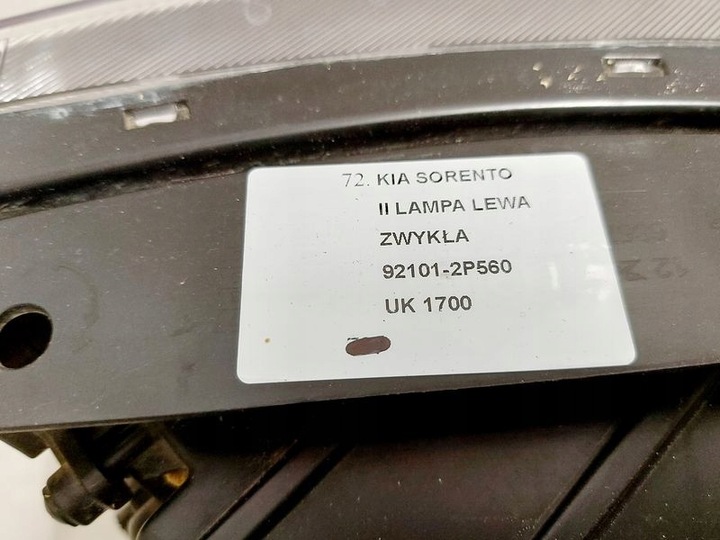 72. KIA SORENTO
II LAMPA LEWA
ZWYKŁA
92101-2P560
UK 1700